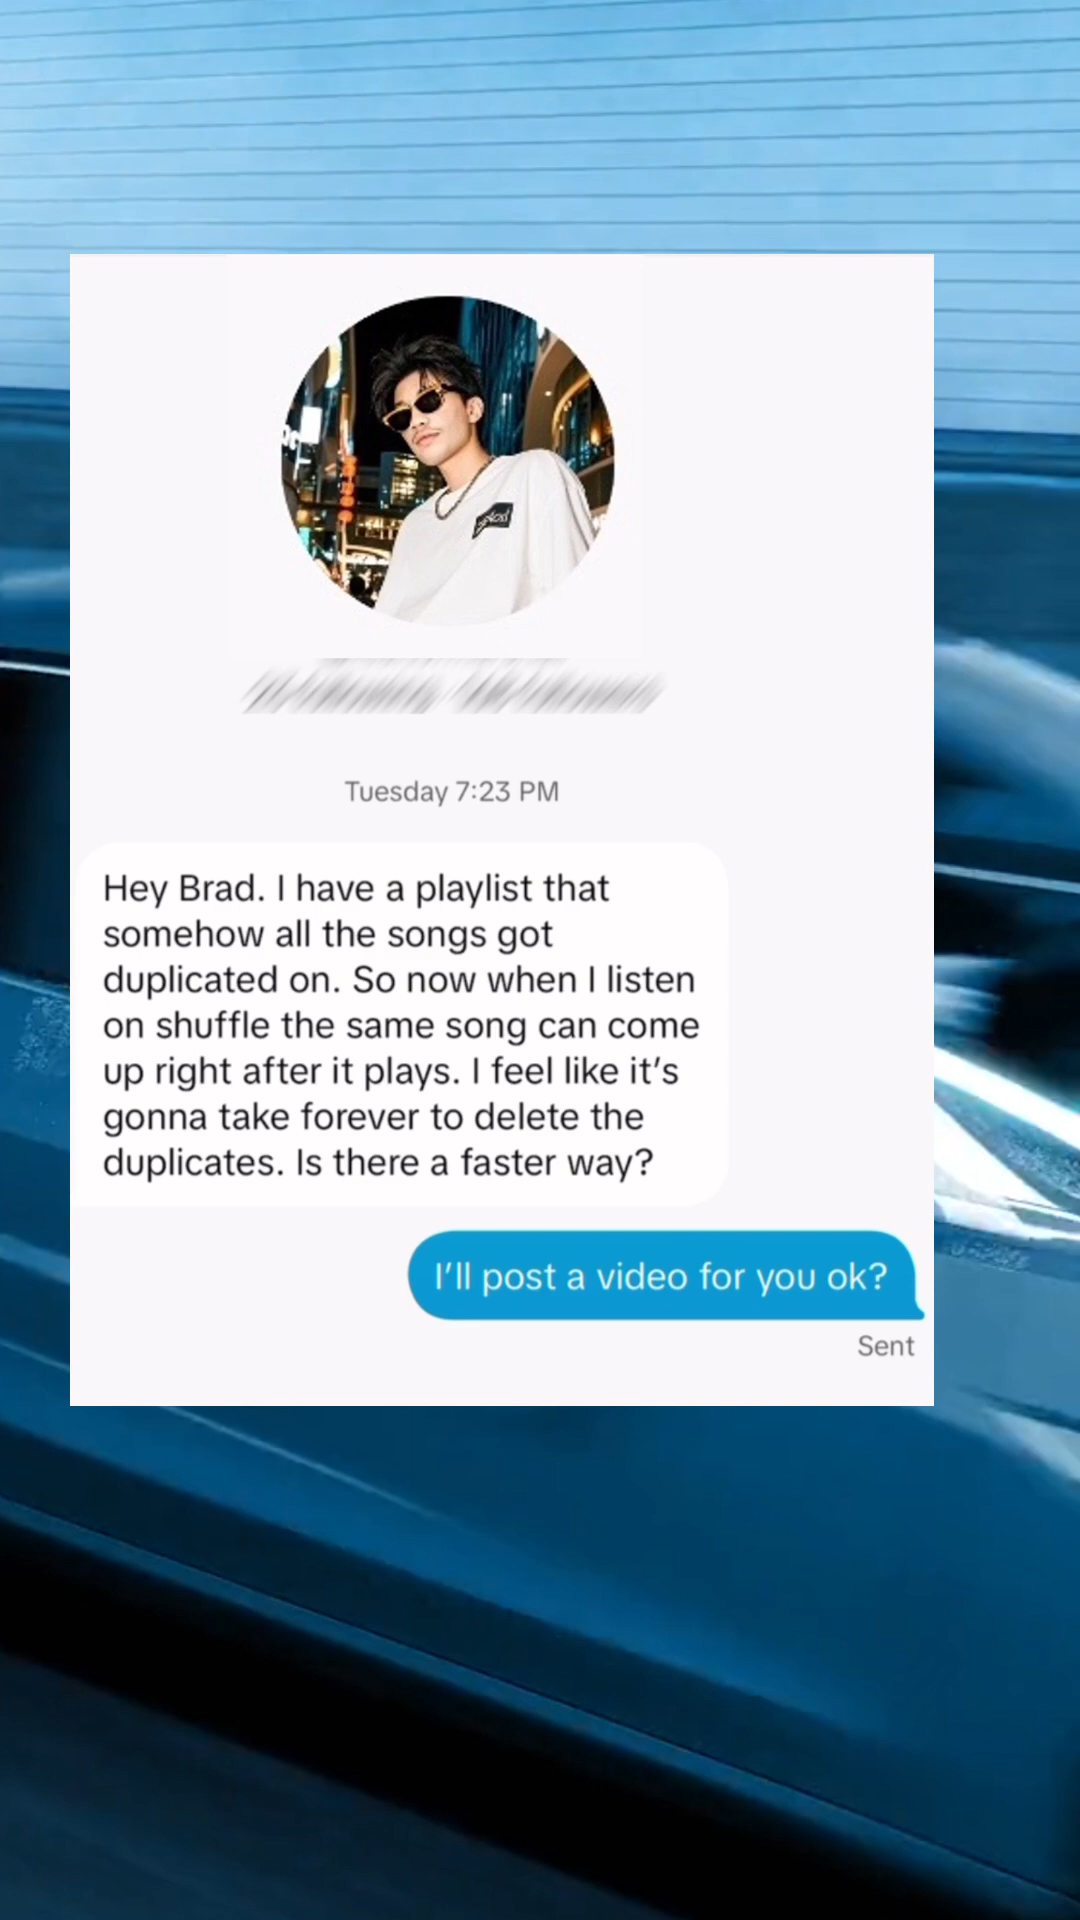 Tuesday 7:23 PM
Hey Brad. I have a playlist that
somehow all the songs got
duplicated on. So now when I listen
on shuffle the same song can come
up right after it plays. I feel like it’s
gonna take forever to delete the
duplicates. Is there a faster way?
I’ll post a video for you ok?
Sent